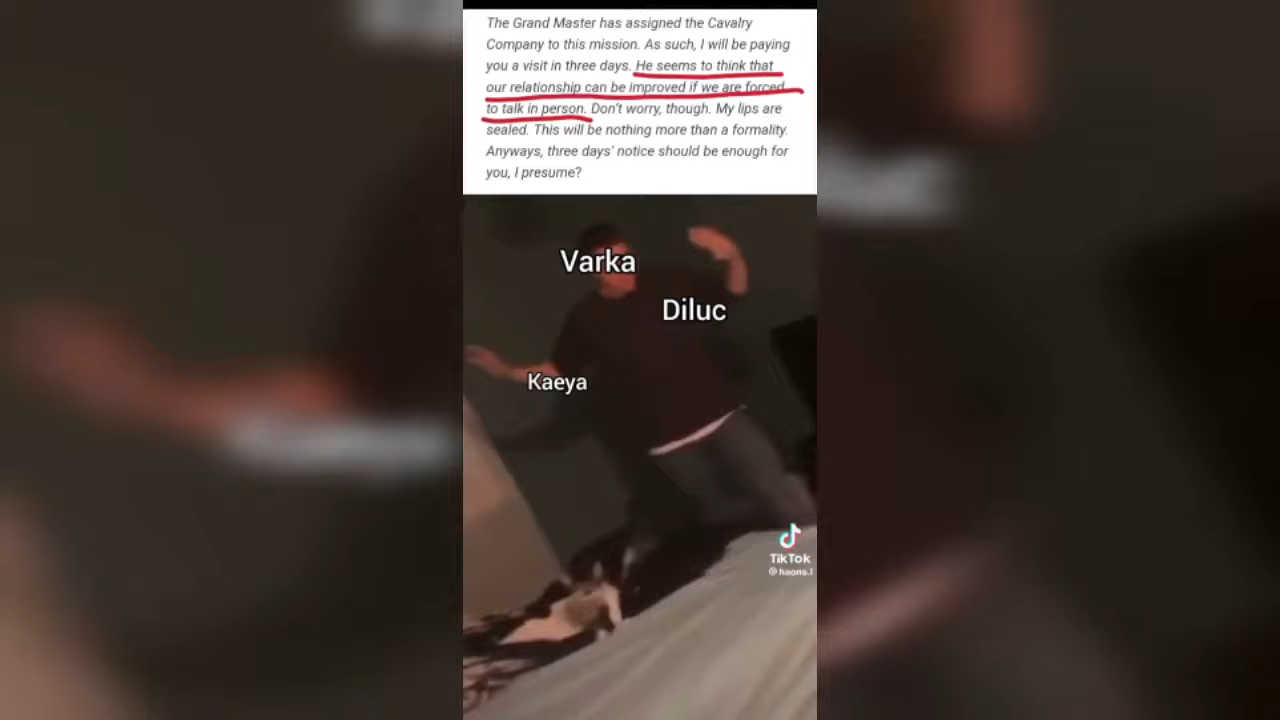 The Grand Master has assigned the Cavalry
Company to this mission. As such, I will be paying
you a visit in three days. He seems to think that
our relationship can be improved if we are forced
to talk in person. Don't worry, though. My lips are
sealed. This will be nothing more than a formality.
Anyways, three days' notice should be enough for
you, I presume?
Varka
Diluc
Kaeya
TikTok
@haons.l